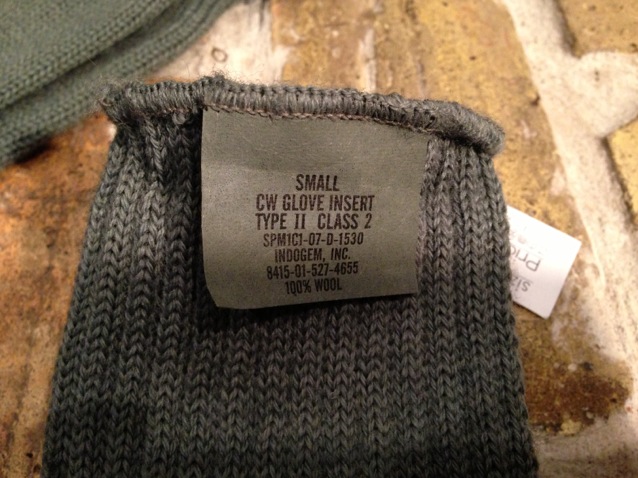 SMALL
CW GLOVE INSERT
TYPE II CLASS 2
SPM1C1-07-D-1530
INDOGEM, INC.
8415-01-527-4655
100% WOOL